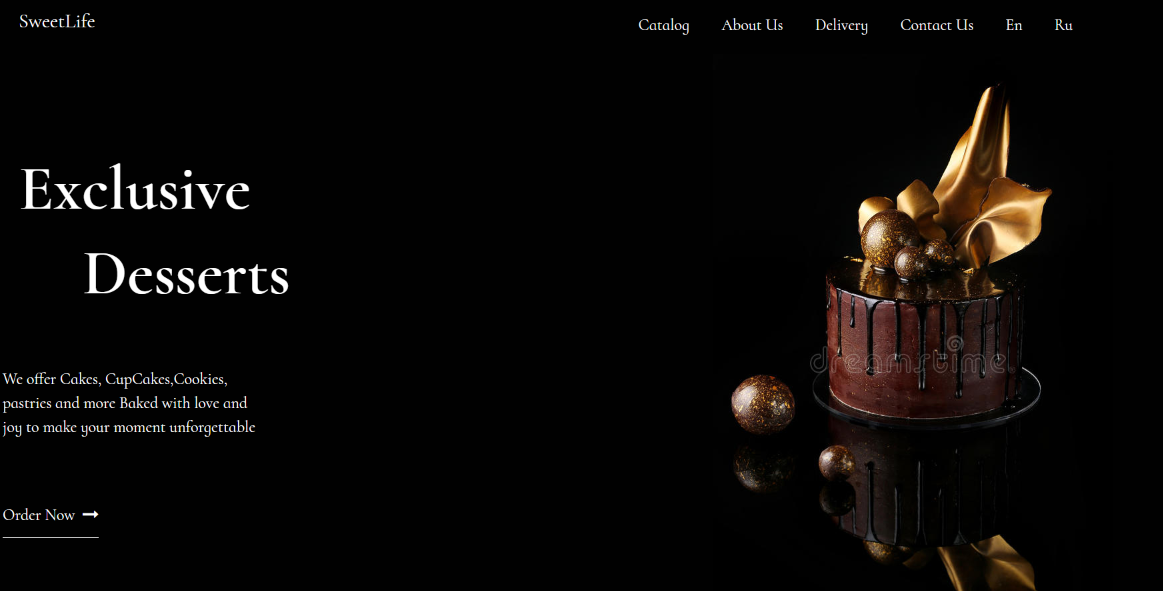 SweetLife
Catalog About Us Delivery Contact Us En Ru
Exclusive
Desserts
We offer Cakes, CupCakes,Cookies,
pastries and more Baked with love and
joy to make your moment unforgettable
Order Now
dreamstime